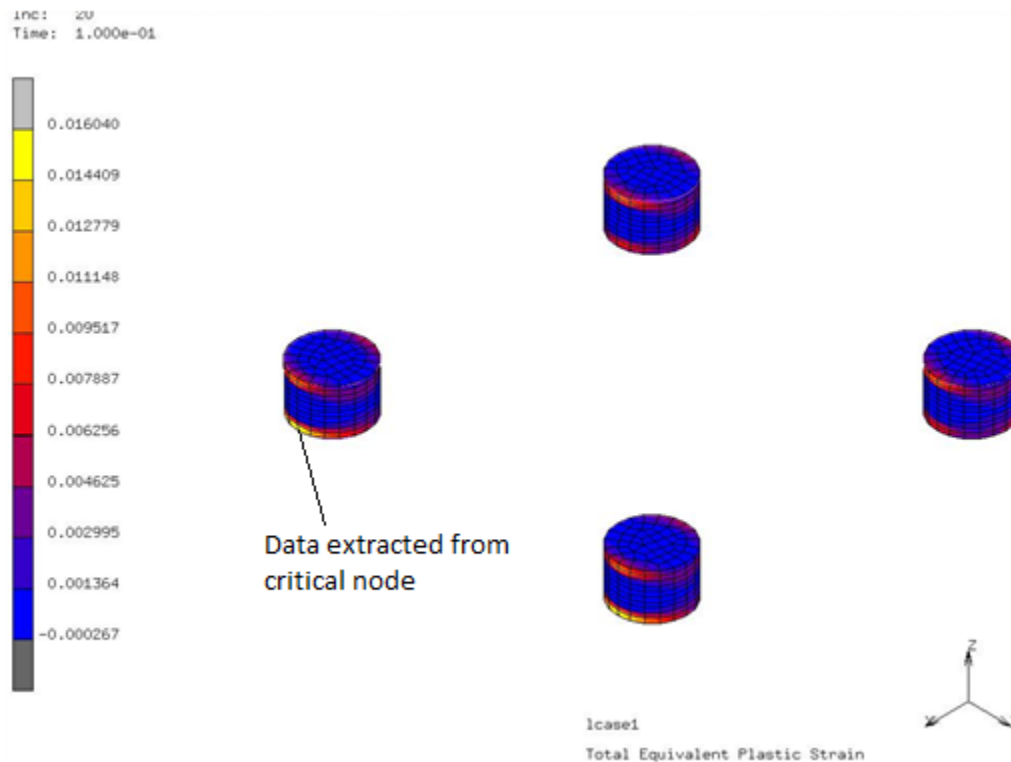 Inc: 20
Time: 1.000e-01
0.016040
0.014409
0.012779
0.011148
0.009517
0.007887
0.006256
0.004625
0.002995
0.001364
-0.000267
Data extracted from
critical node
Z
lcase1
Total Equivalent Plastic Strain